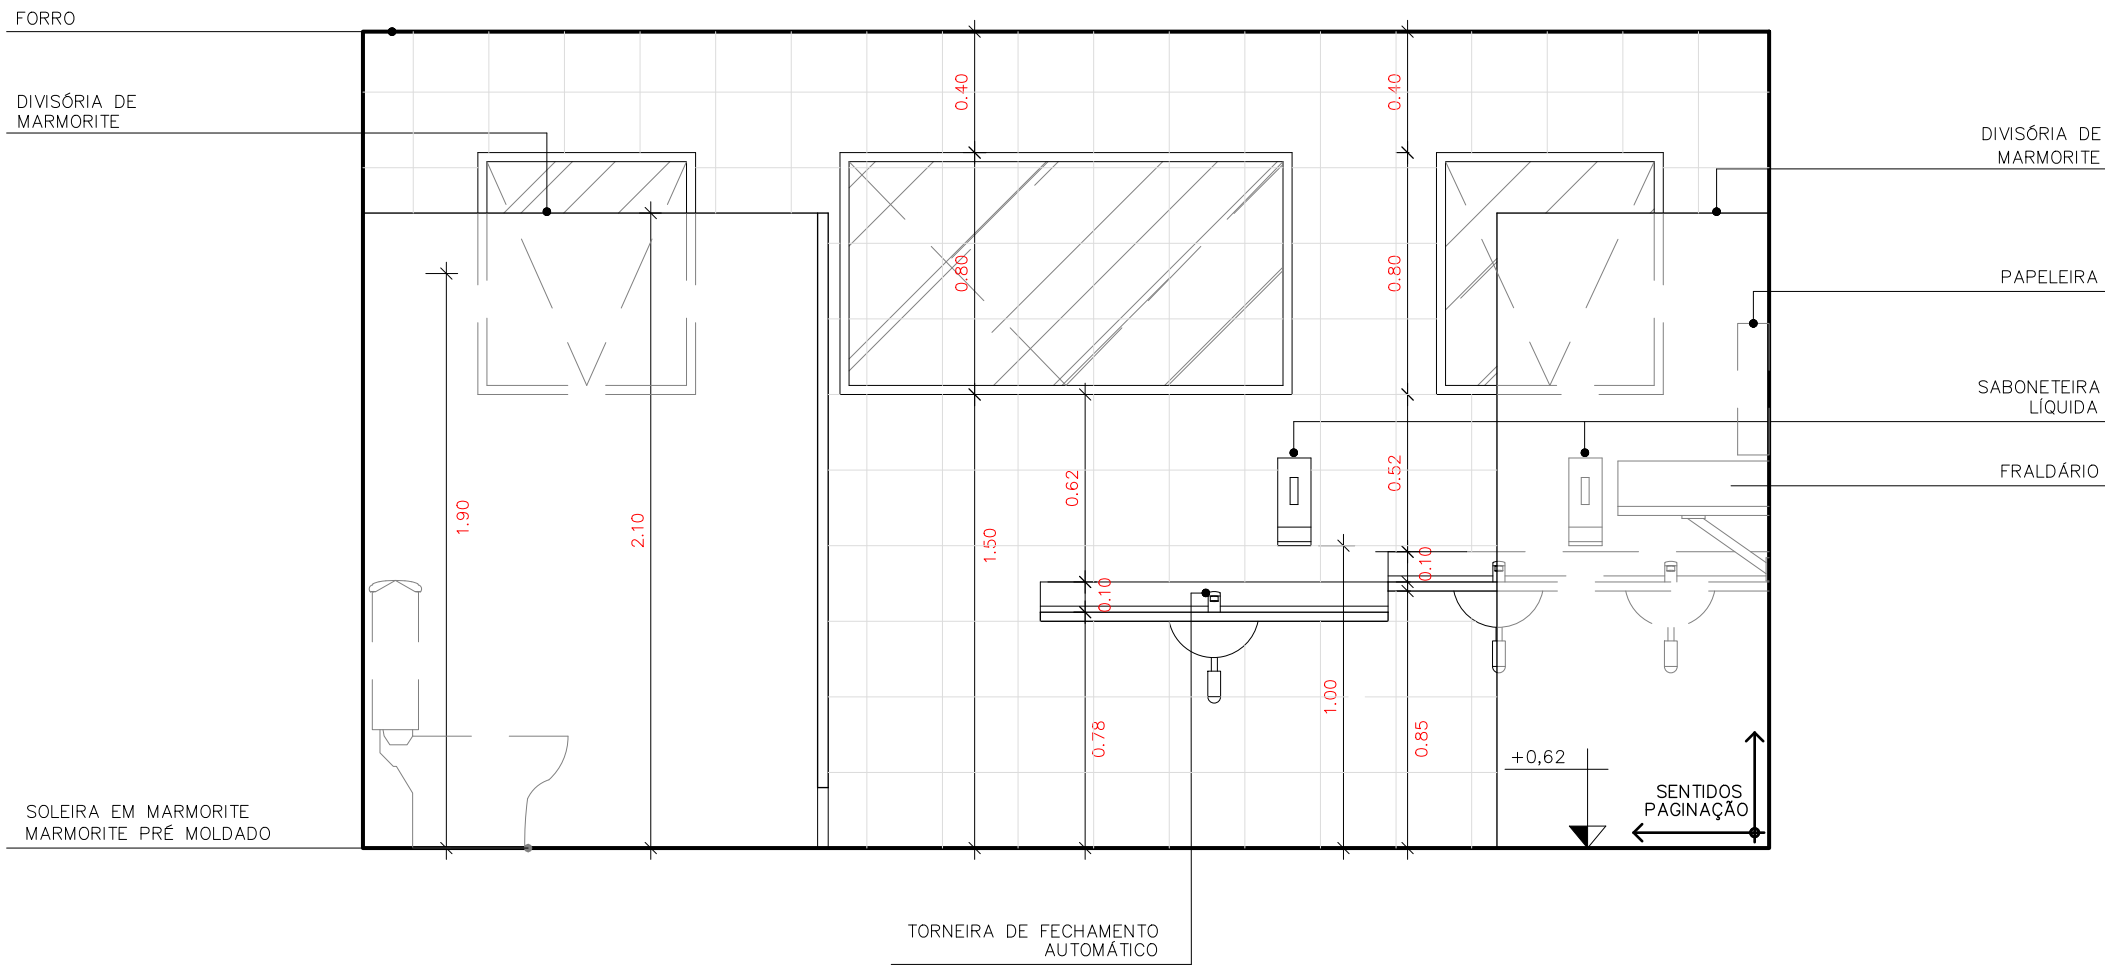 FORRO
DIVISÓRIA DE
MARMORITE
0.40
0.40
DIVISÓRIA DE
MARMORITE
0.80
0.80
PAPELEIRA
SABONETEIRA
LÍQUIDA
FRALDÁRIO
1.90
2.10
1.50
0.62
0.52
0.10
0.10
0.78
1.00
0.85
+0,62
SENTIDOS
PAGINAÇÃO
SOLEIRA EM MARMORITE
MARMORITE PRÉ MOLDADO
TORNEIRA DE FECHAMENTO
AUTOMÁTICO